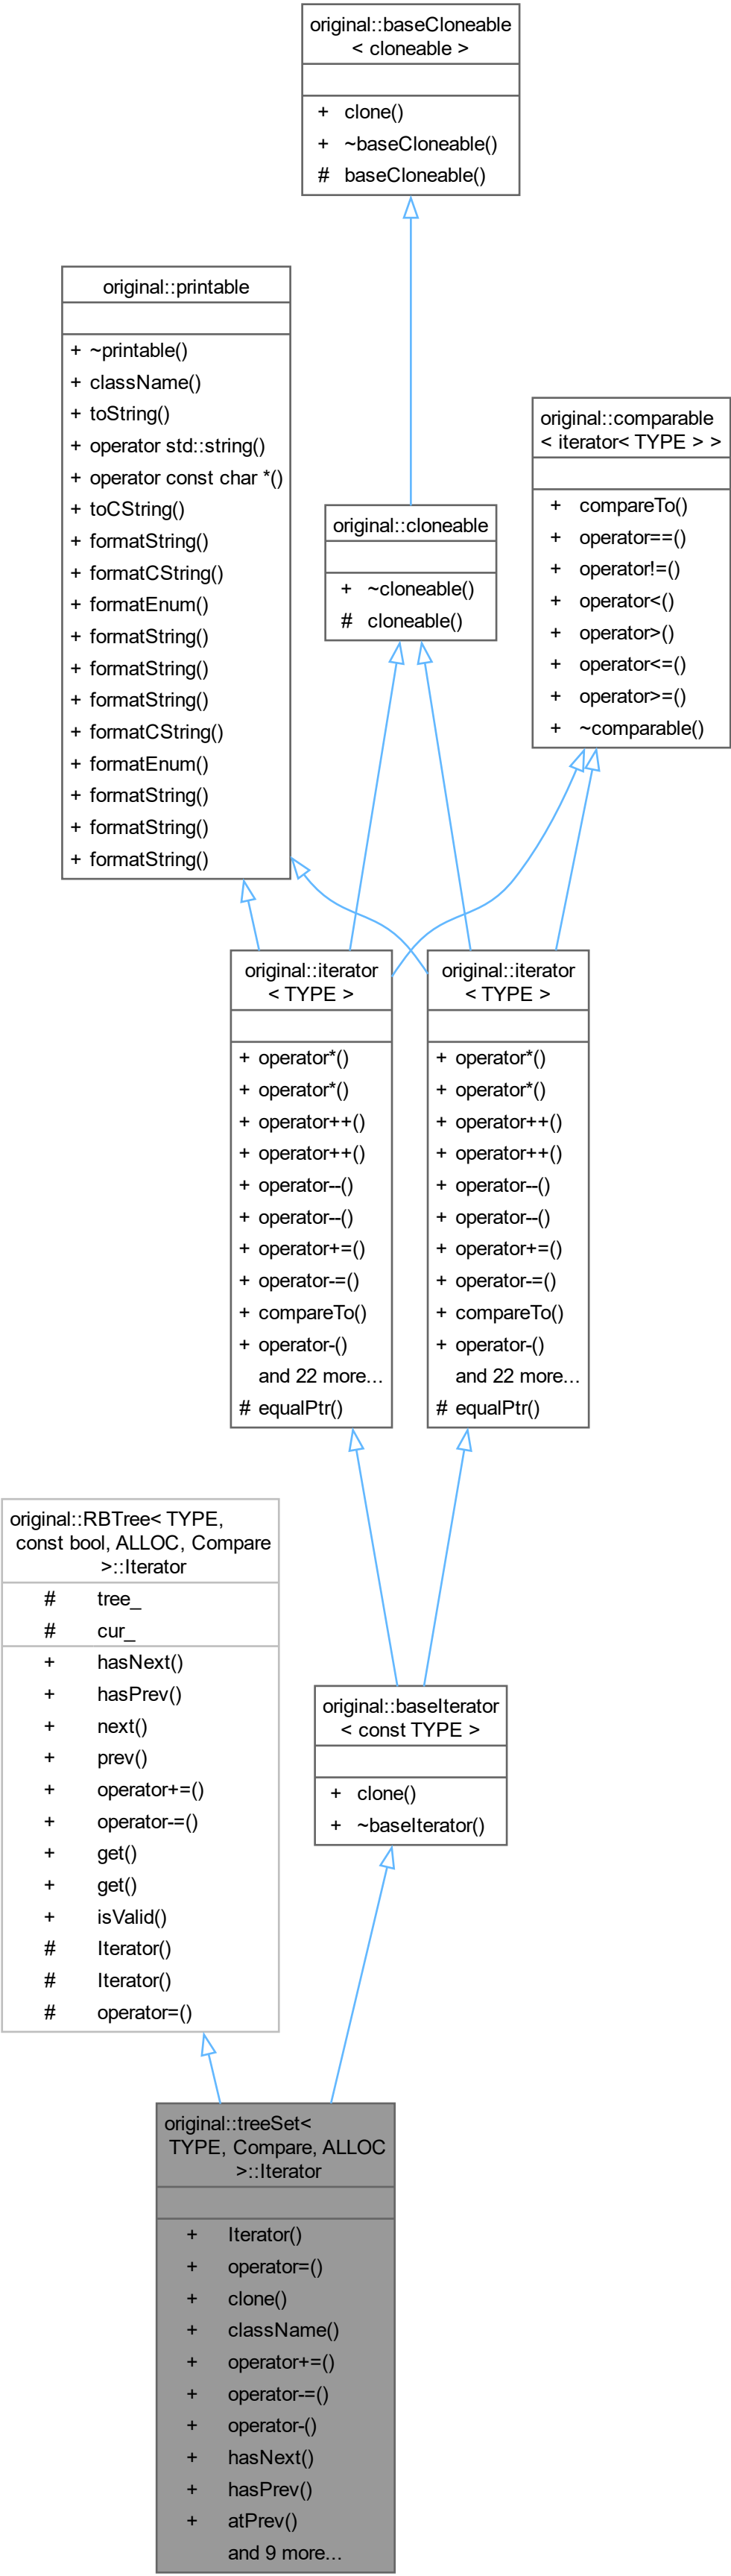 original::baseCloneable
< cloneable >
+ clone()
+ ~baseCloneable()
# baseCloneable()
original::printable
+ ~printable()
+ className()
+ toString()
+ operator std::string()
+ operator const char *()
+ toCString()
+ formatString()
+ formatCString()
+ formatEnum()
+ formatString()
+ formatString()
+ formatString()
+ formatCString()
+ formatEnum()
+ formatString()
+ formatString()
+ formatString()
original::comparable
< iterator< TYPE > >
+ compareTo()
+ operator==()
+ operator!=()
+ operator<()
+ operator>()
+ operator<=()
+ operator>=()
+ ~comparable()
original::cloneable
+ ~cloneable()
# cloneable()
original::iterator
< TYPE >
+ operator*()
+ operator*()
+ operator++()
+ operator++()
+ operator--()
+ operator--()
+ operator+=()
+ operator-=()
+ compareTo()
+ operator-()
and 22 more...
# equalPtr()
original::iterator
< TYPE >
+ operator*()
+ operator*()
+ operator++()
+ operator++()
+ operator--()
+ operator--()
+ operator+=()
+ operator-=()
+ compareTo()
+ operator-()
and 22 more...
# equalPtr()
original::RBTree< TYPE,
const bool, ALLOC, Compare
>::Iterator
# tree_
# cur_
+ hasNext()
+ hasPrev()
+ next()
+ prev()
+ operator+=()
+ operator-=()
+ get()
+ get()
+ isValid()
# Iterator()
# Iterator()
# operator=()
original::baseIterator
< const TYPE >
+ clone()
+ ~baseIterator()
original::treeSet<
TYPE, Compare, ALLOC
>::Iterator
+ Iterator()
+ operator=()
+ clone()
+ className()
+ operator+=()
+ operator-=()
+ operator-()
+ hasNext()
+ hasPrev()
+ atPrev()
and 9 more...